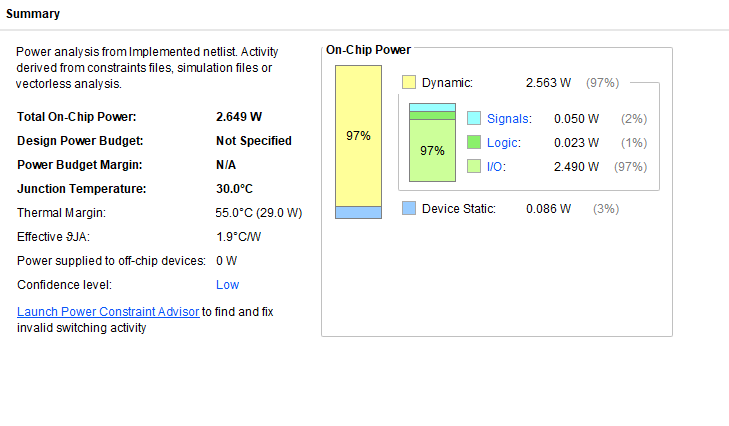 Summary
Power analysis from Implemented netlist. Activity
derived from constraints files, simulation files or
vectorless analysis.
Total On-Chip Power: 2.649 W
Design Power Budget: Not Specified
Power Budget Margin: N/A
Junction Temperature: 30.0°C
Thermal Margin: 55.0°C (29.0 W)
Effective ϑJA: 1.9°C/W
Power supplied to off-chip devices: 0 W
Confidence level: Low
Launch Power Constraint Advisor to find and fix
invalid switching activity
On-Chip Power
97%
Dynamic: 2.563 W (97%)
97%
Signals: 0.050 W (2%)
Logic: 0.023 W (1%)
I/O: 2.490 W (97%)
Device Static: 0.086 W (3%)